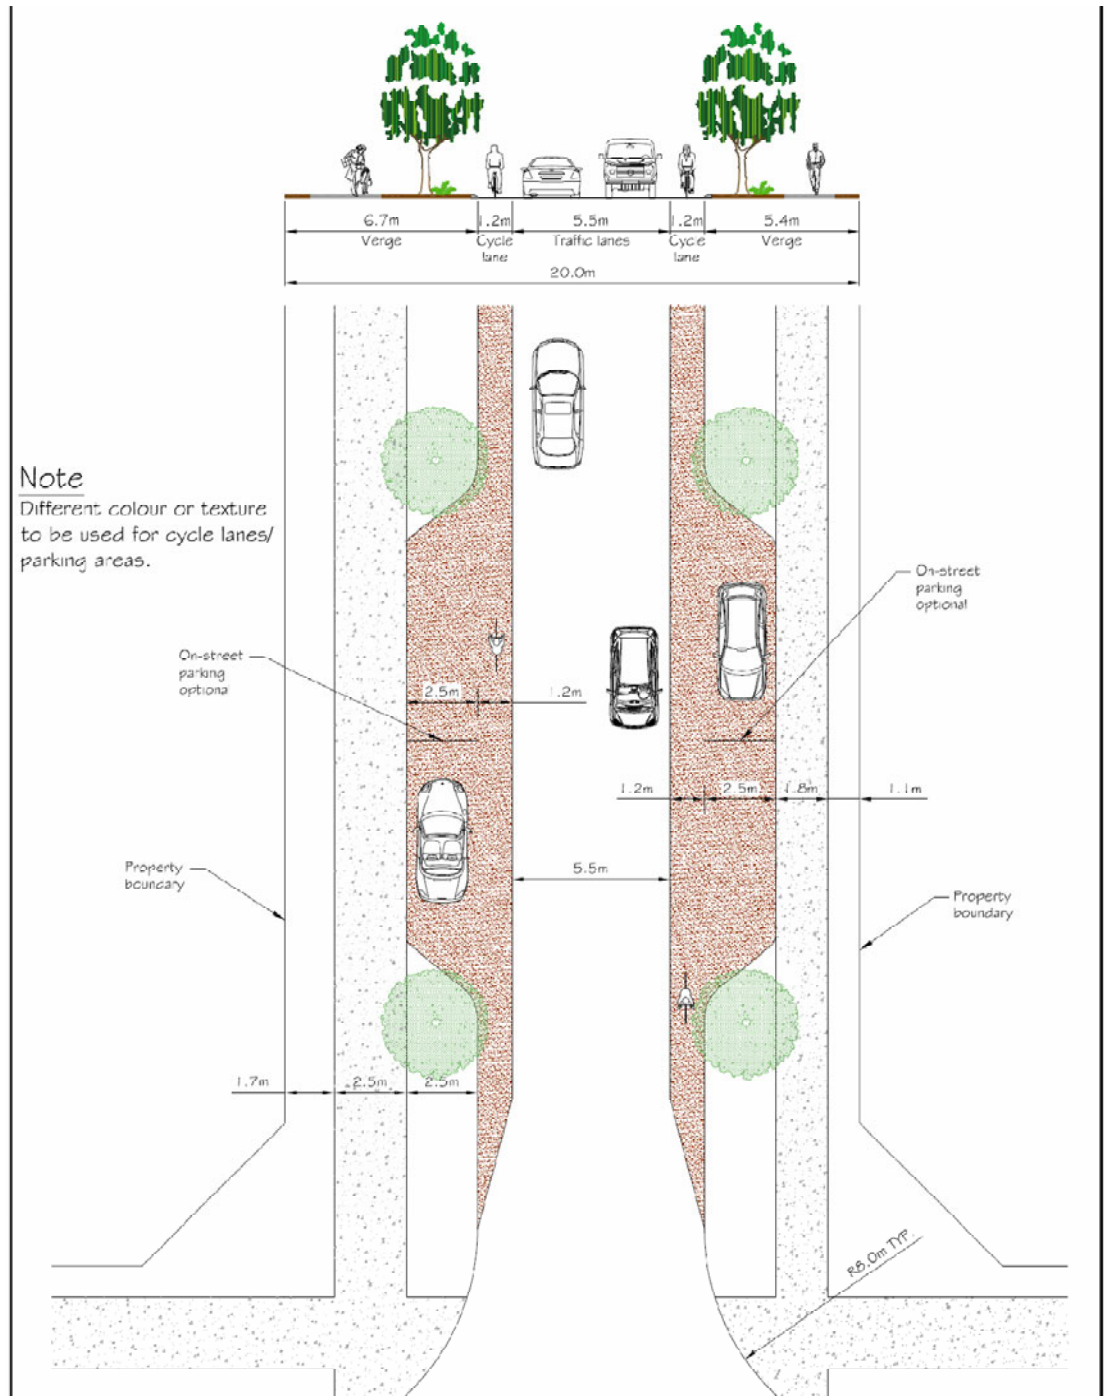 6.7m
1.2m
5.5m
1.2m
5.4m
Verge
Cycle
lane
Traffic lanes
Cycle
lane
Verge
20.0m
Note
Different colour or texture
to be used for cycle lanes/
parking areas.
On-street
parking
optional
On-street
parking
optional
2.5m
1.2m
1.2m
2.5m
1.8m
1.1m
5.5m
Property
boundary
Property
boundary
1.7m
2.5m
2.5m
R8.0m TYP.